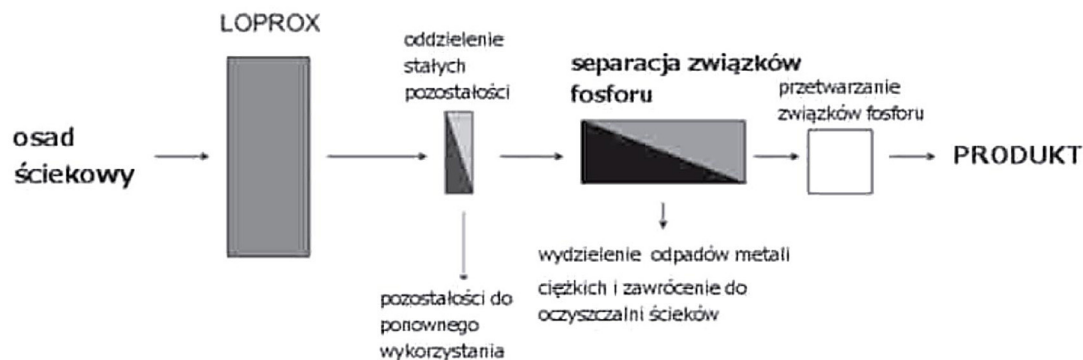 LOPROX
oddzielenie
stałych
pozostałości
separacja związków
fosforu
przetwarzanie
związków fosforu
osad
ściekowy
PRODUKT
wydzielenie odpadów metali
ciężkich i zawrócenie do
oczyszczalni ścieków
pozostałości do
ponownego
wykorzystania